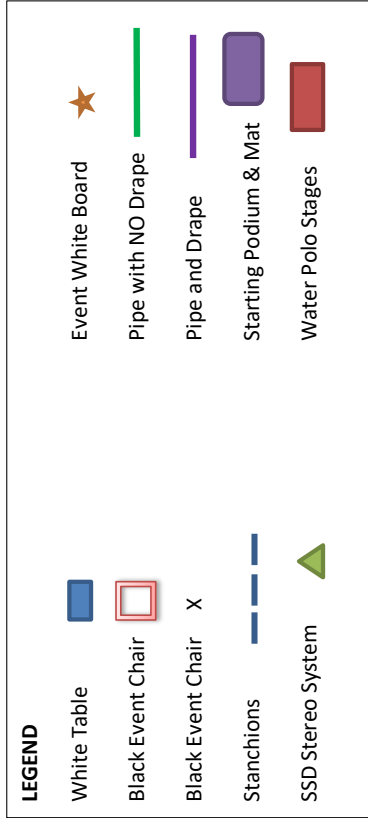 LEGEND
White Table
Black Event Chair
Black Event Chair X
Stanchions
SSD Stereo System
Event White Board
Pipe with NO Drape
Pipe and Drape
Starting Podium & Mat
Water Polo Stages